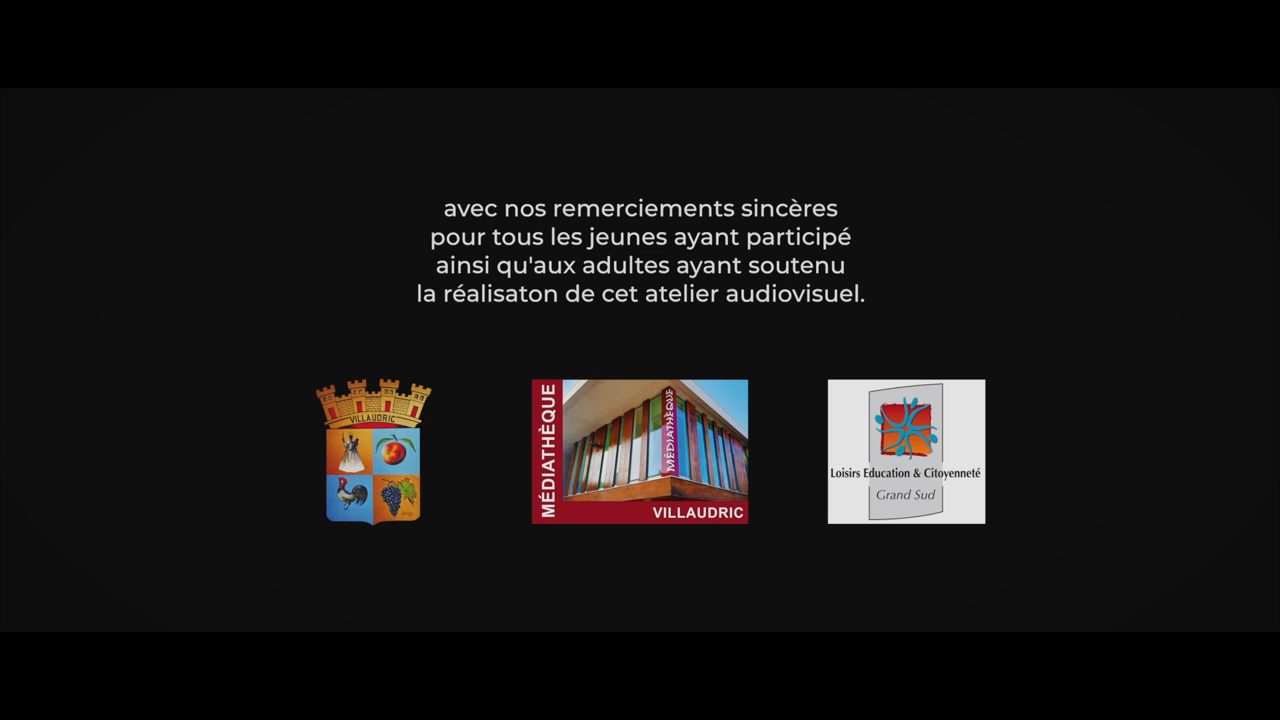 avec nos remerciements sincères
pour tous les jeunes ayant participé
ainsi qu'aux adultes ayant soutenu
la réalisaton de cet atelier audiovisuel.
VILLAUDRIC
MÉDIATHÈQUE
MÉDIATHÈQUE
VILLAUDRIC
Loisirs Education & Citoyenneté
Grand Sud